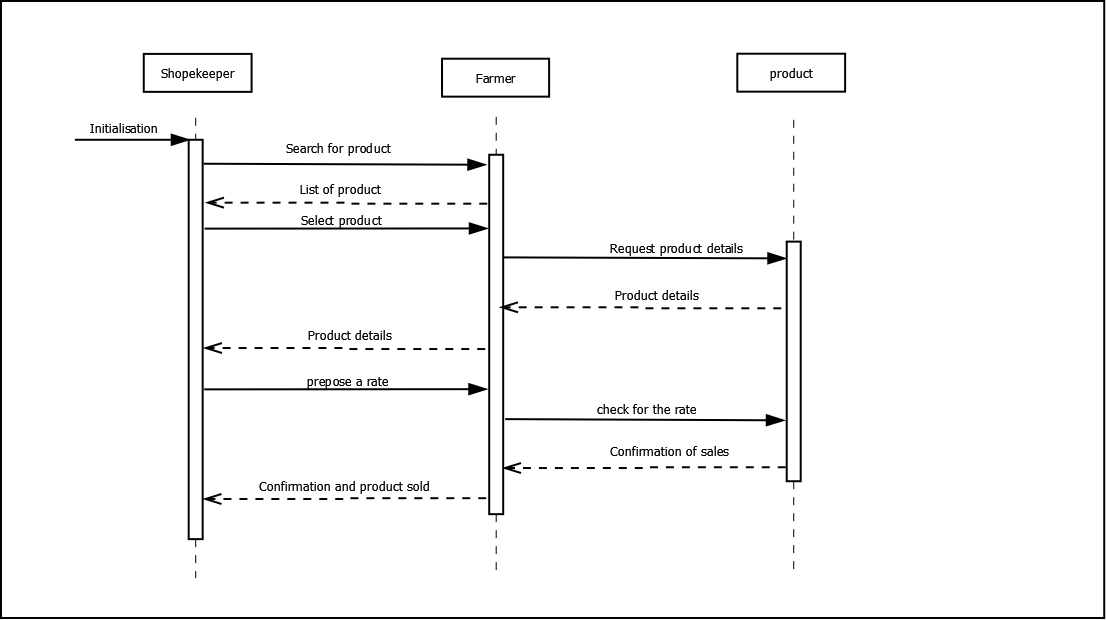 Shopekeeper
Farmer
product
Initialisation
Search for product
List of product
Select product
Request product details
Product details
Product details
prepose a rate
check for the rate
Confirmation of sales
Confirmation and product sold